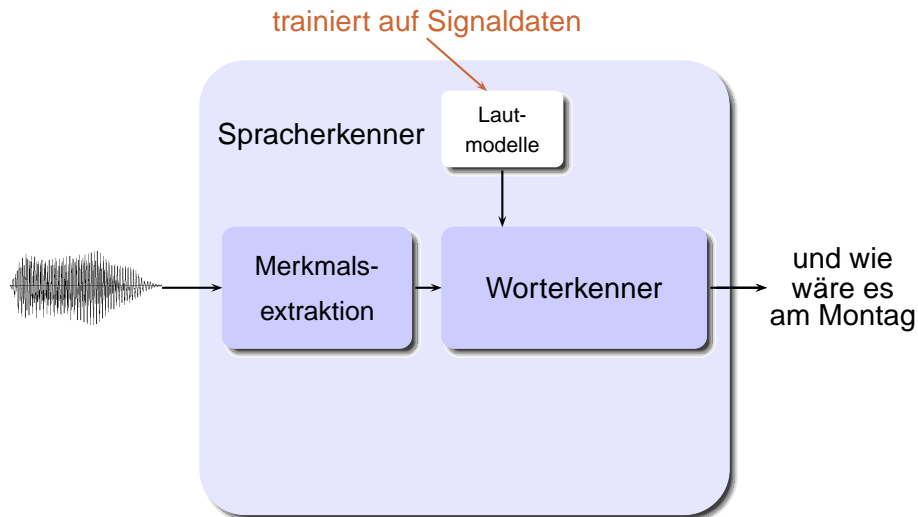 trainiert auf Signaldaten
Spracherkenner
Laut-
modelle
Merkmals-
extraktion
Worterkenner
und wie
wäre es
am Montag